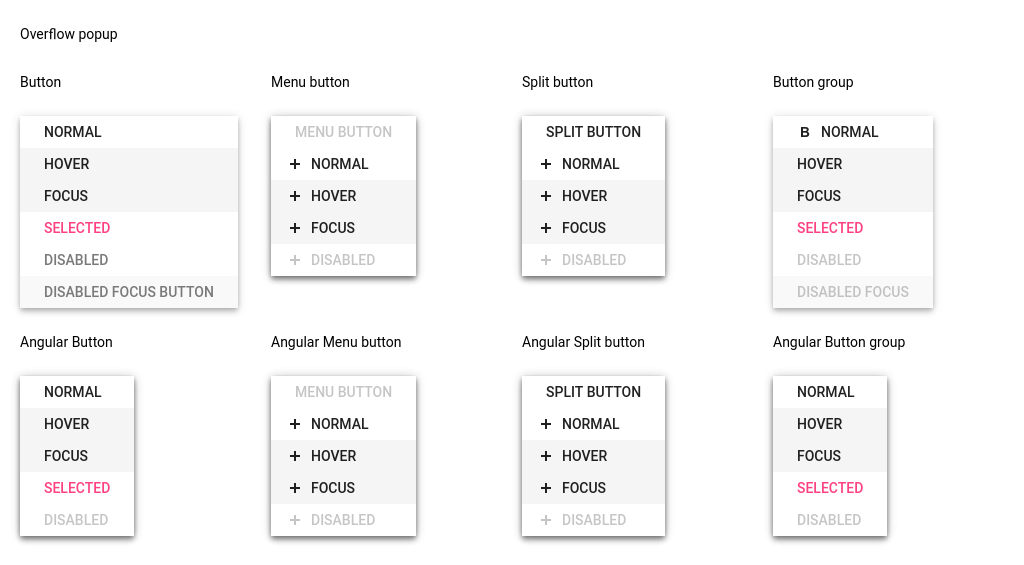 Overflow popup
Button
NORMAL
HOVER
FOCUS
SELECTED
DISABLED
DISABLED FOCUS BUTTON
Menu button
MENU BUTTON
NORMAL
HOVER
FOCUS
DISABLED
Split button
SPLIT BUTTON
NORMAL
HOVER
FOCUS
DISABLED
Button group
B NORMAL
HOVER
FOCUS
SELECTED
DISABLED
DISABLED FOCUS
Angular Button
NORMAL
HOVER
FOCUS
SELECTED
DISABLED
Angular Menu button
MENU BUTTON
NORMAL
HOVER
FOCUS
DISABLED
Angular Split button
SPLIT BUTTON
NORMAL
HOVER
FOCUS
DISABLED
Angular Button group
NORMAL
HOVER
FOCUS
SELECTED
DISABLED